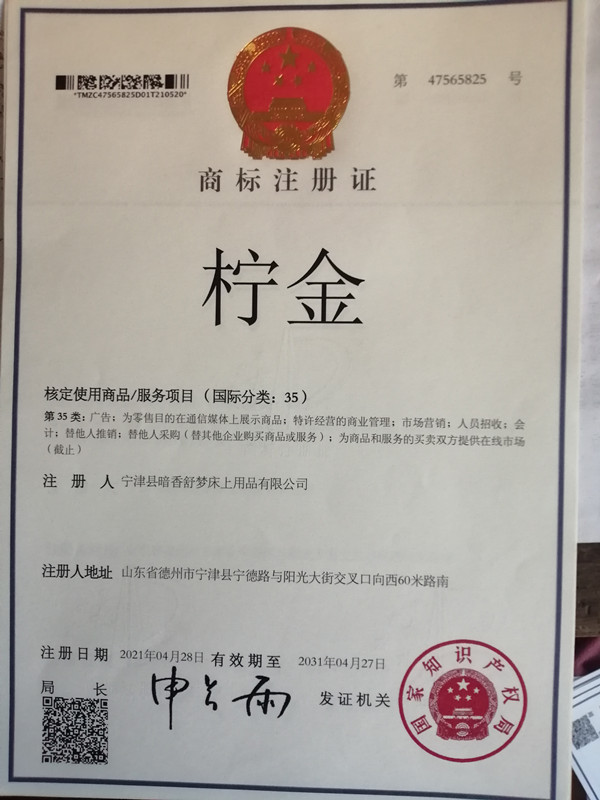 *TMZC47565825D01T210520*
第 47565825 号
商标注册证
柠金
核定使用商品/服务项目（国际分类：35）
第 35 类：广告；为零售目的在通信媒体上展示商品；特许经营的商业管理；市场营销；人员招收；会
计；替他人推销；替他人采购（替其他企业购买商品或服务）；为商品和服务的买卖双方提供在线市场
（截止）
注 册 人 宁津县暗香舒梦床上用品有限公司
注册人地址 山东省德州市宁津县宁德路与阳光大街交叉口向西60米路南
注册日期 2021年04月28日 有效期至 2031年04月27日
局 长 申长雨 发证机关
国家知识产权局